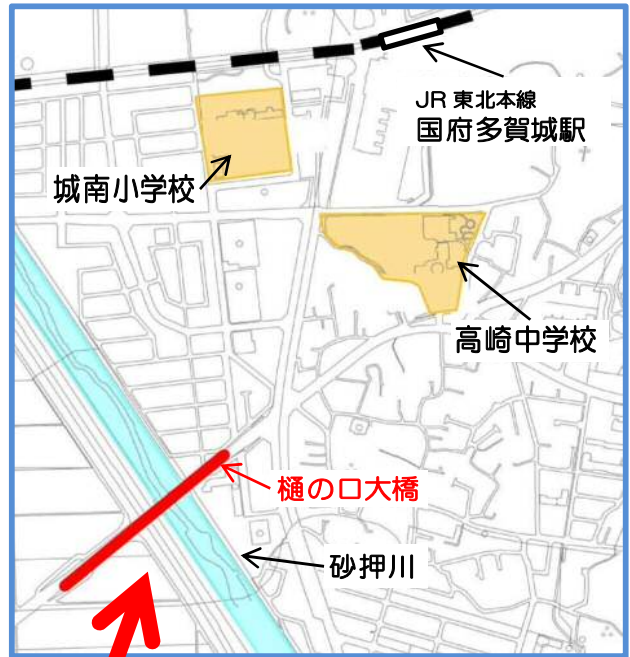 JR 東北本線
国府多賀城駅
城南小学校
高崎中学校
樋の口大橋
砂押川